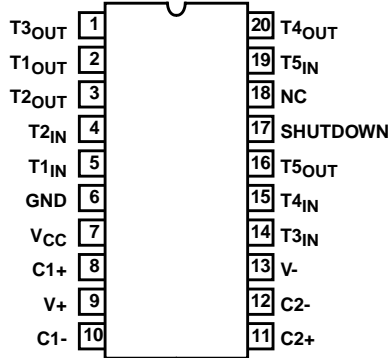 T3OUT 1 20 T4OUT
T1OUT 2 19 T5IN
T2OUT 3 18 NC
T2IN 4 17 SHUTDOWN
T1IN 5 16 T5OUT
GND 6 15 T4IN
VCC 7 14 T3IN
C1+ 8 13 V-
V+ 9 12 C2-
C1- 10 11 C2+